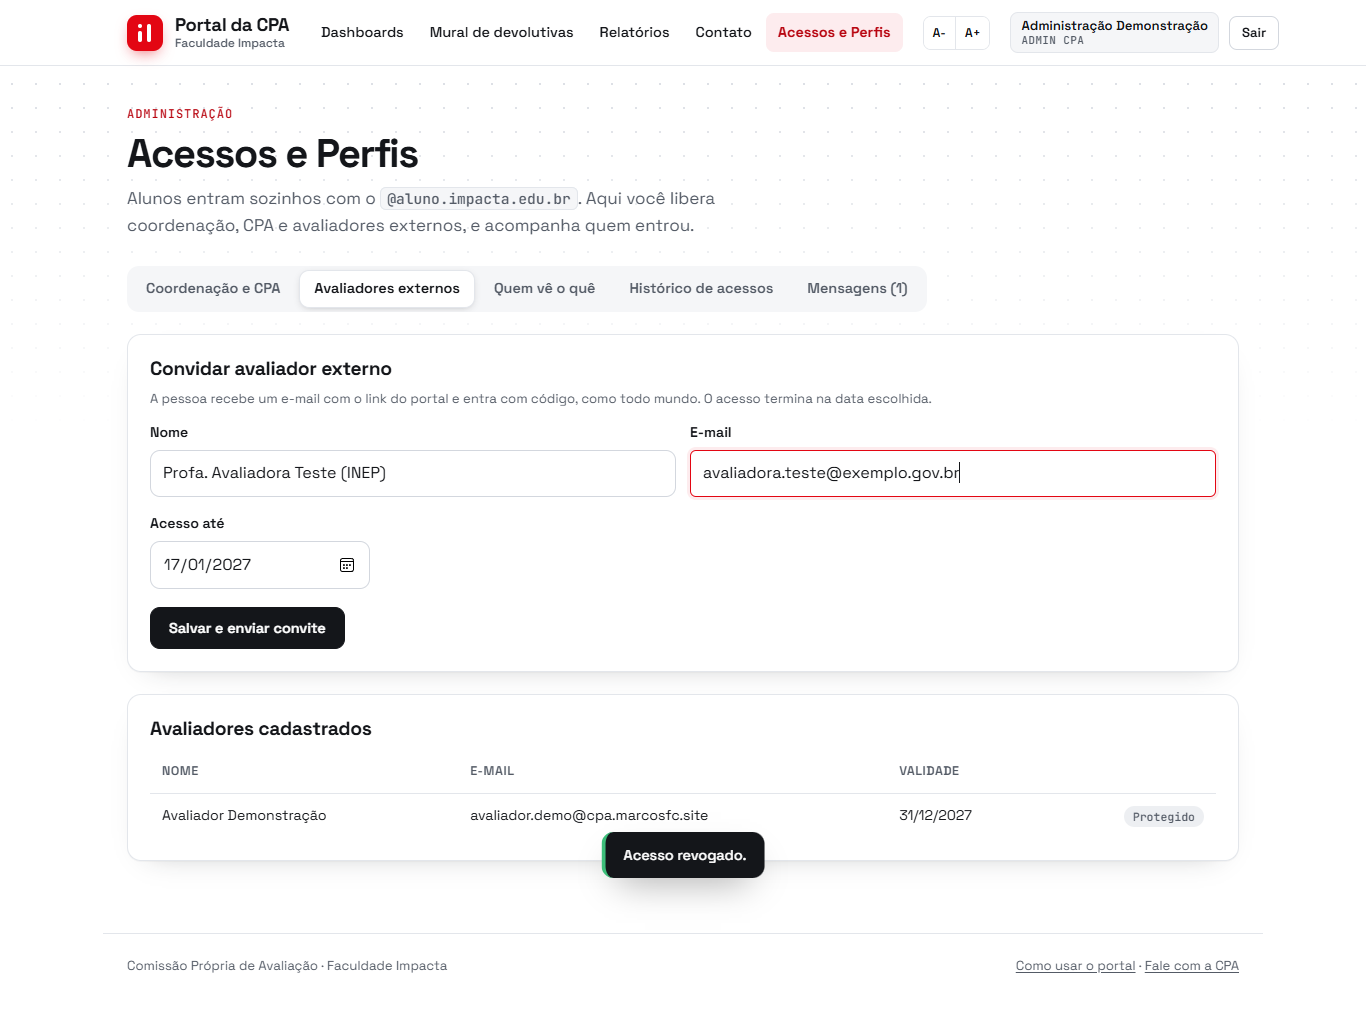 Portal da CPA
Faculdade Impacta
Dashboards
Mural de devolutivas
Relatórios
Contato
Acessos e Perfis
A-
A+
Administração Demonstração
ADMIN CPA
Sair
ADMINISTRAÇÃO
Acessos e Perfis
Alunos entram sozinhos com o @aluno.impacta.edu.br. Aqui você libera
coordenação, CPA e avaliadores externos, e acompanha quem entrou.
Coordenação e CPA
Avaliadores externos
Quem vê o quê
Histórico de acessos
Mensagens (1)
Convidar avaliador externo
A pessoa recebe um e-mail com o link do portal e entra com código, como todo mundo. O acesso termina na data escolhida.
Nome
E-mail
Profa. Avaliadora Teste (INEP)
avaliadora.teste@exemplo.gov.br
Acesso até
17/01/2027
Salvar e enviar convite
Avaliadores cadastrados
NOME
E-MAIL
VALIDADE
Avaliador Demonstração
avaliador.demo@cpa.marcosfc.site
31/12/2027
Protegido
Acesso revogado.
Comissão Própria de Avaliação · Faculdade Impacta
Como usar o portal · Fale com a CPA